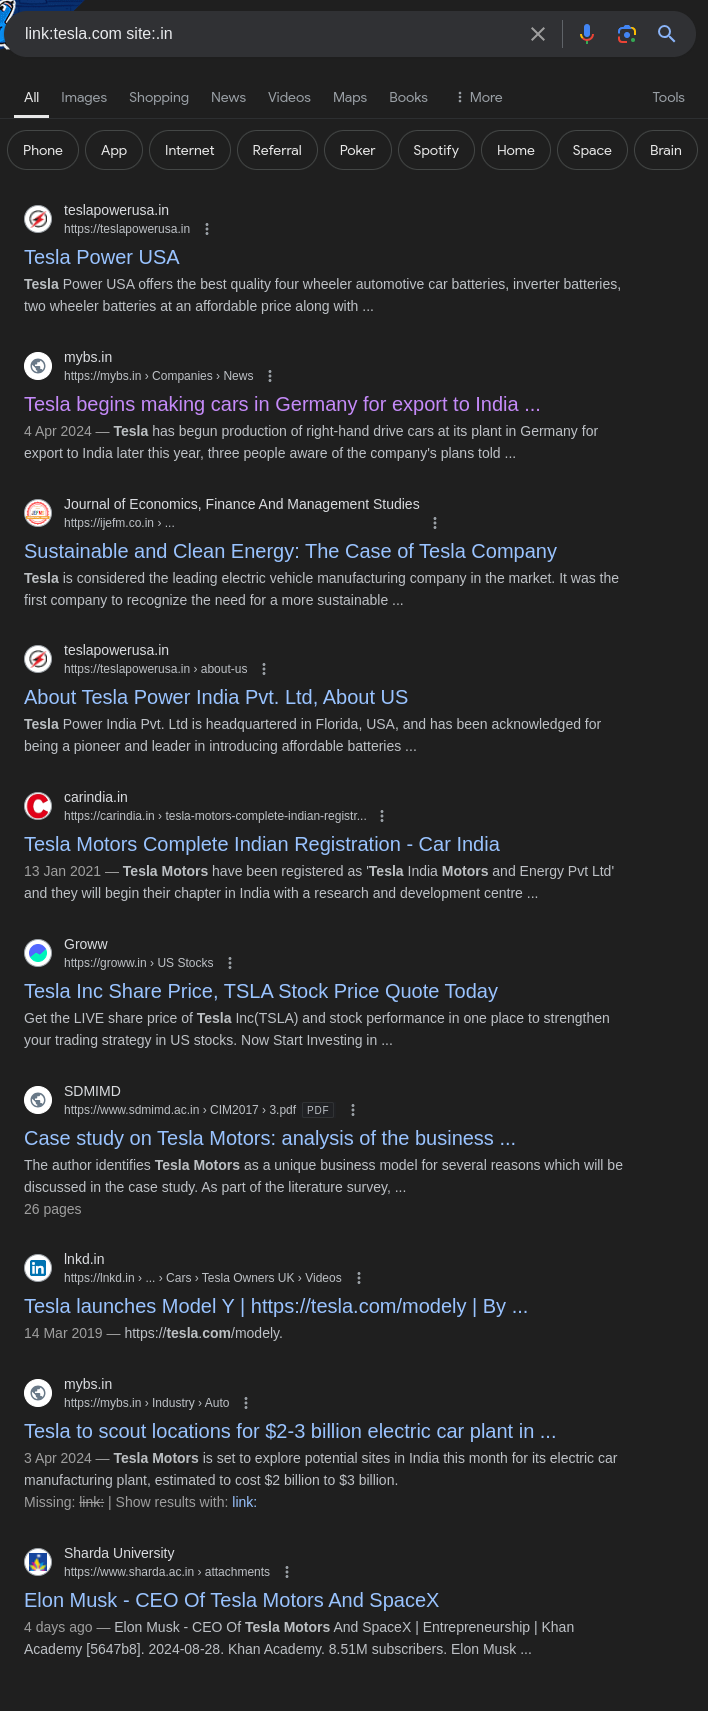 link:tesla.com site:.in
All Images Shopping News Videos Maps Books More Tools
Phone App Internet Referral Poker Spotify Home Space Brain
teslapowerusa.in
https://teslapowerusa.in
Tesla Power USA
Tesla Power USA offers the best quality four wheeler automotive car batteries, inverter batteries,
two wheeler batteries at an affordable price along with ...
mybs.in
https://mybs.in › Companies › News
Tesla begins making cars in Germany for export to India ...
4 Apr 2024 — Tesla has begun production of right-hand drive cars at its plant in Germany for
export to India later this year, three people aware of the company's plans told ...
Journal of Economics, Finance And Management Studies
https://ijefm.co.in › ...
Sustainable and Clean Energy: The Case of Tesla Company
Tesla is considered the leading electric vehicle manufacturing company in the market. It was the
first company to recognize the need for a more sustainable ...
teslapowerusa.in
https://teslapowerusa.in › about-us
About Tesla Power India Pvt. Ltd, About US
Tesla Power India Pvt. Ltd is headquartered in Florida, USA, and has been acknowledged for
being a pioneer and leader in introducing affordable batteries ...
carindia.in
https://carindia.in › tesla-motors-complete-indian-registr...
Tesla Motors Complete Indian Registration - Car India
13 Jan 2021 — Tesla Motors have been registered as 'Tesla India Motors and Energy Pvt Ltd'
and they will begin their chapter in India with a research and development centre ...
Groww
https://groww.in › US Stocks
Tesla Inc Share Price, TSLA Stock Price Quote Today
Get the LIVE share price of Tesla Inc(TSLA) and stock performance in one place to strengthen
your trading strategy in US stocks. Now Start Investing in ...
SDMIMD
https://www.sdmimd.ac.in › CIM2017 › 3.pdf PDF
Case study on Tesla Motors: analysis of the business ...
The author identifies Tesla Motors as a unique business model for several reasons which will be
discussed in the case study. As part of the literature survey, ...
26 pages
lnkd.in
https://lnkd.in › ... › Cars › Tesla Owners UK › Videos
Tesla launches Model Y | https://tesla.com/modely | By ...
14 Mar 2019 — https://tesla.com/modely.
mybs.in
https://mybs.in › Industry › Auto
Tesla to scout locations for $2-3 billion electric car plant in ...
3 Apr 2024 — Tesla Motors is set to explore potential sites in India this month for its electric car
manufacturing plant, estimated to cost $2 billion to $3 billion.
Missing: link: | Show results with: link:
Sharda University
https://www.sharda.ac.in › attachments
Elon Musk - CEO Of Tesla Motors And SpaceX
4 days ago — Elon Musk - CEO Of Tesla Motors And SpaceX | Entrepreneurship | Khan
Academy [5647b8]. 2024-08-28. Khan Academy. 8.51M subscribers. Elon Musk ...